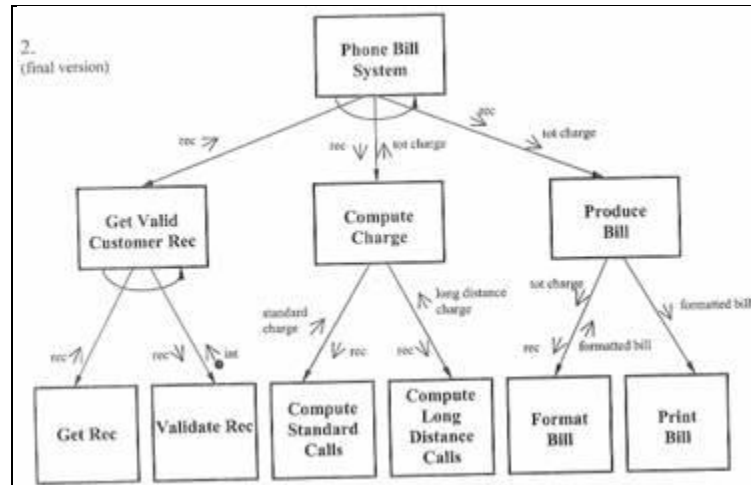 2.
(final version)
Phone Bill
System
rec
rec
tot charge
rec
tot charge
Get Valid
Customer Rec
Compute
Charge
Produce
Bill
rec
rec
standard
charge
rec
long distance
charge
rec
tot charge
rec
formatted bill
formatted bill
Get Rec
Validate Rec
Compute
Standard
Calls
Compute
Long
Distance
Calls
Format
Bill
Print
Bill